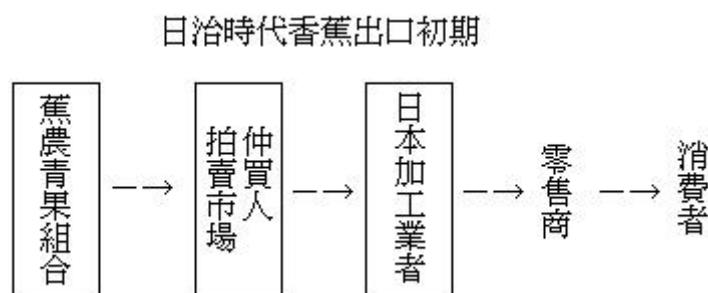 日治時代香蕉出口初期
蕉農青果組合
仲買人
拍賣市場
日本加工業者
零售商
消費者